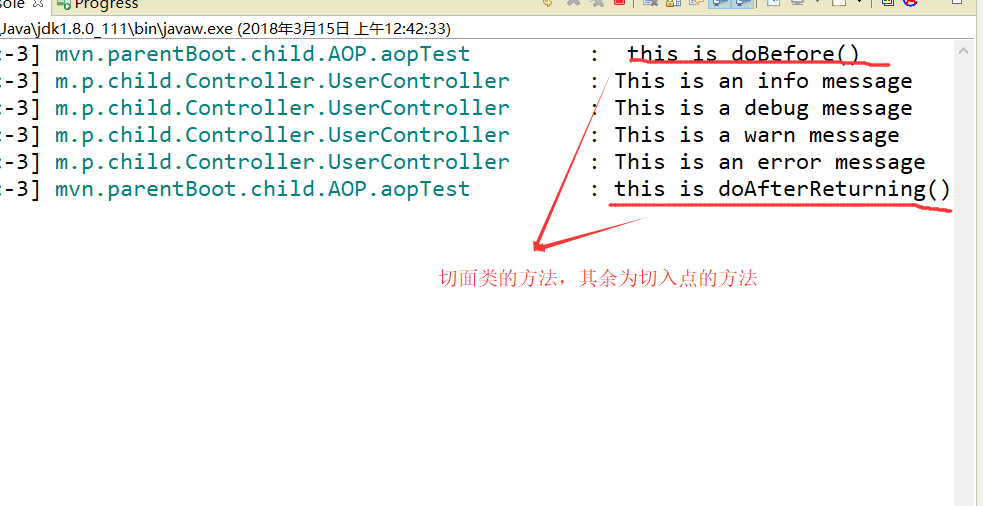 sole Progress
Java\jdk1.8.0_111\bin\javaw.exe (2018年3月15日 上午12:42:33)
:-3] mvn.parentBoot.child.AOP.aopTest : this is doBefore()
:-3] m.p.child.Controller.UserController : This is an info message
:-3] m.p.child.Controller.UserController : This is a debug message
:-3] m.p.child.Controller.UserController : This is a warn message
:-3] m.p.child.Controller.UserController : This is an error message
:-3] mvn.parentBoot.child.AOP.aopTest : this is doAfterReturning()
切面类的方法，其余为切入点的方法